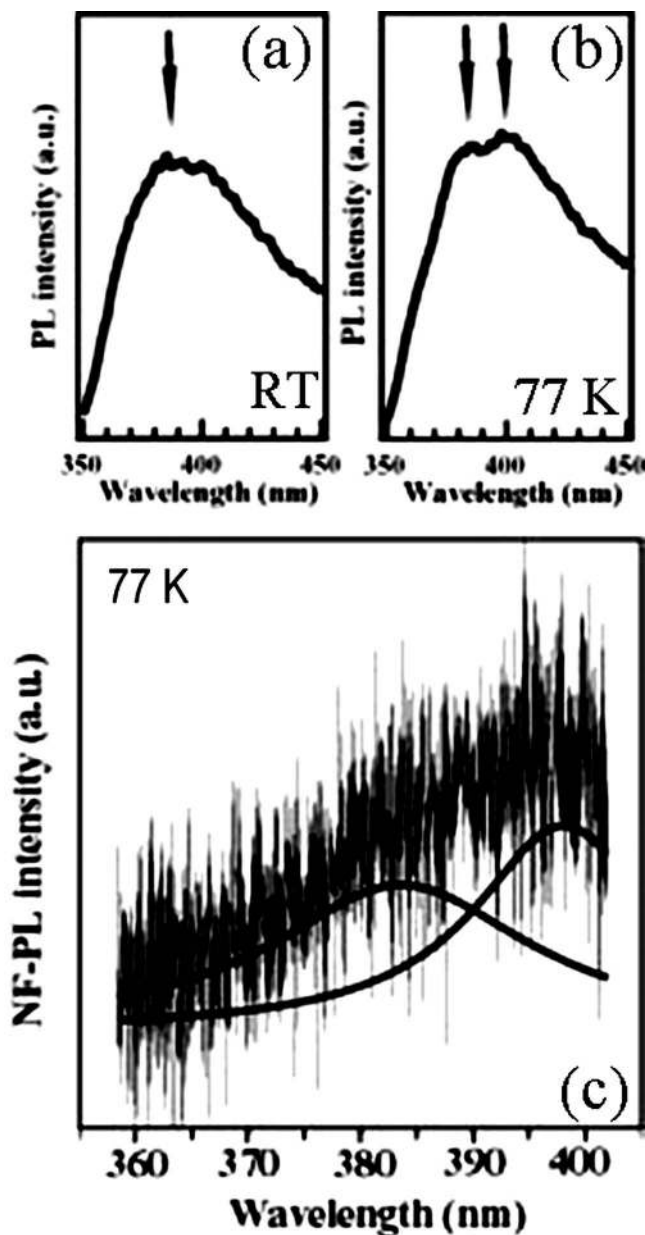 (a)
(b)
PL intensity (a.u.)
PL intensity (a.u.)
RT
77 K
350 400 450
350 400 450
Wavelength (nm)
Wavelength (nm)
77 K
NF-PL intensity (a.u.)
(c)
360 370 380 390 400
Wavelength (nm)